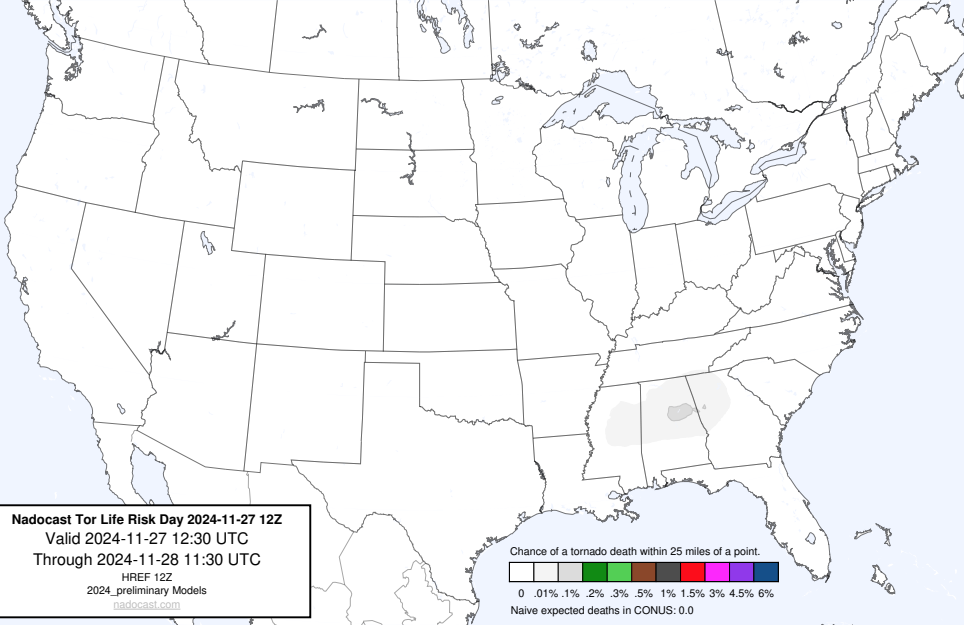 Nadocast Tor Life Risk Day 2024-11-27 12Z
Valid 2024-11-27 12:30 UTC
Through 2024-11-28 11:30 UTC
HREF 12Z
2024_preliminary Models
nadocast.com
Chance of a tornado death within 25 miles of a point.
0 .01% .1% .2% .3% .5% 1% 1.5% 3% 4.5% 6%
Naive expected deaths in CONUS: 0.0